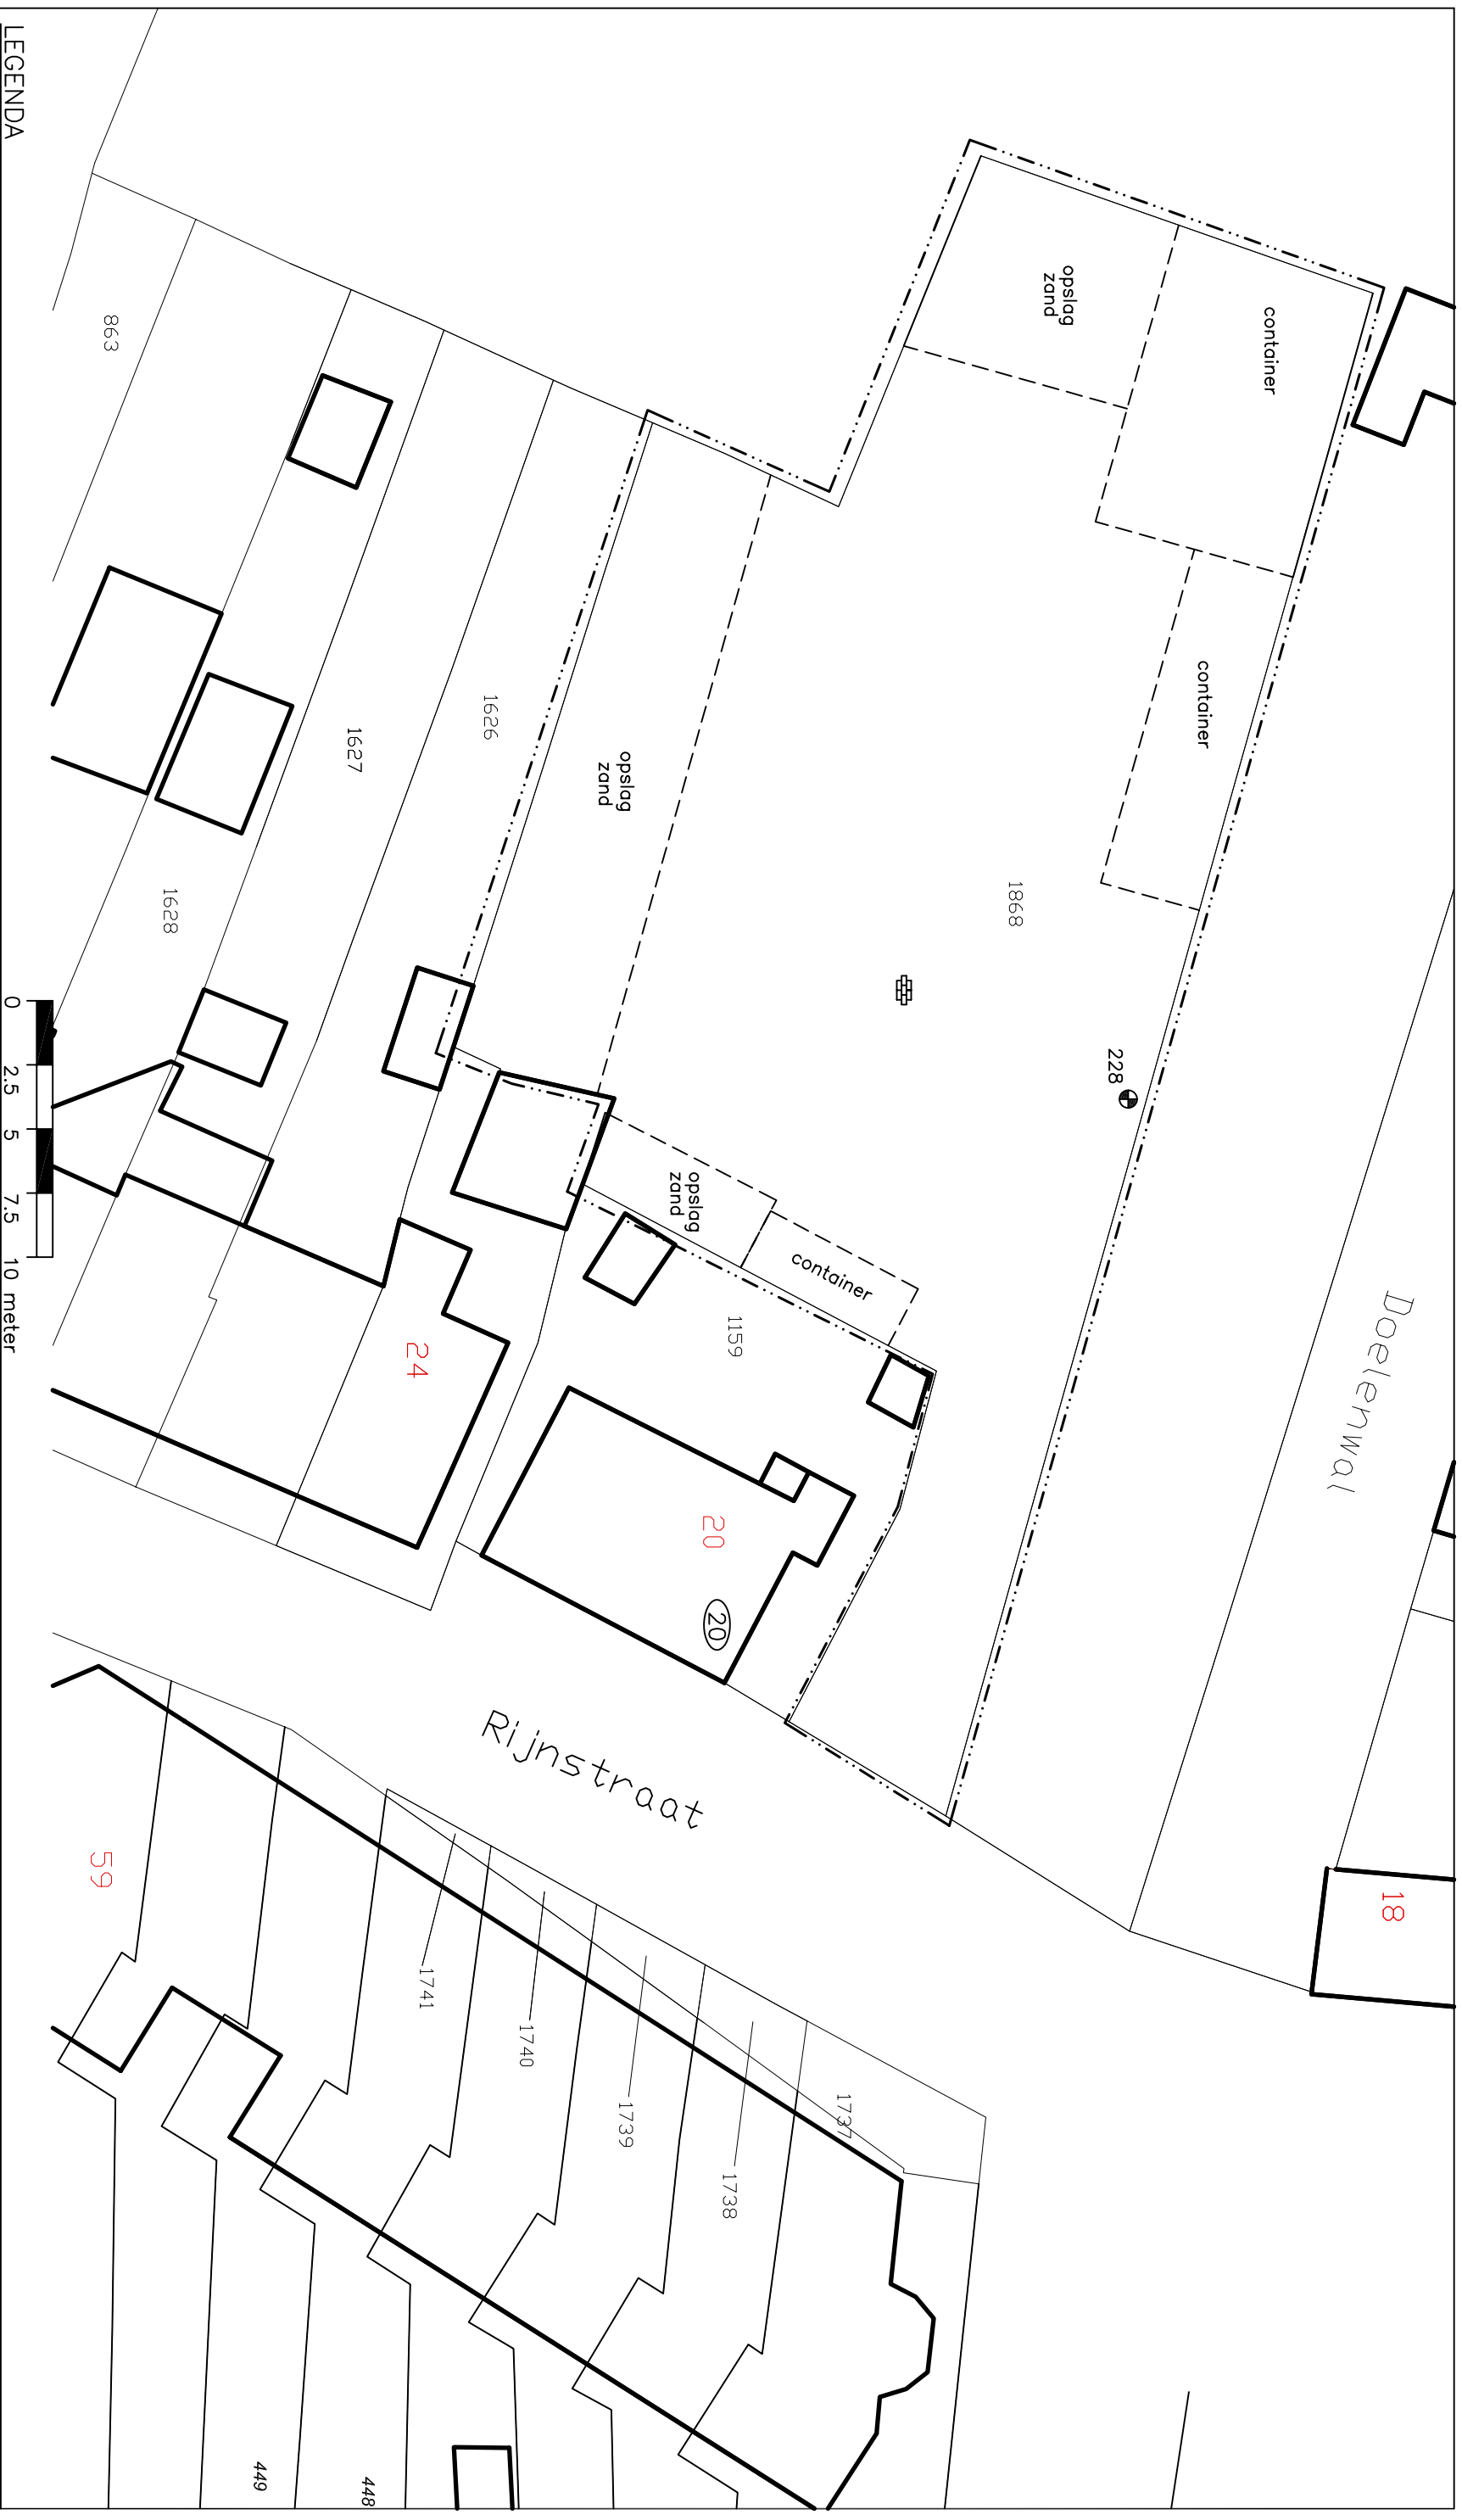 Doelenwal
18
container
container
228
opslag
zand
1868
container
opslag
zand
1159
20
20
opslag
zand
Rijnstraat
1737
1738
1739
1740
1741
1626
24
1627
1628
863
59
448
449
0 2.5 5 7.5 10 meter
LEGENDA